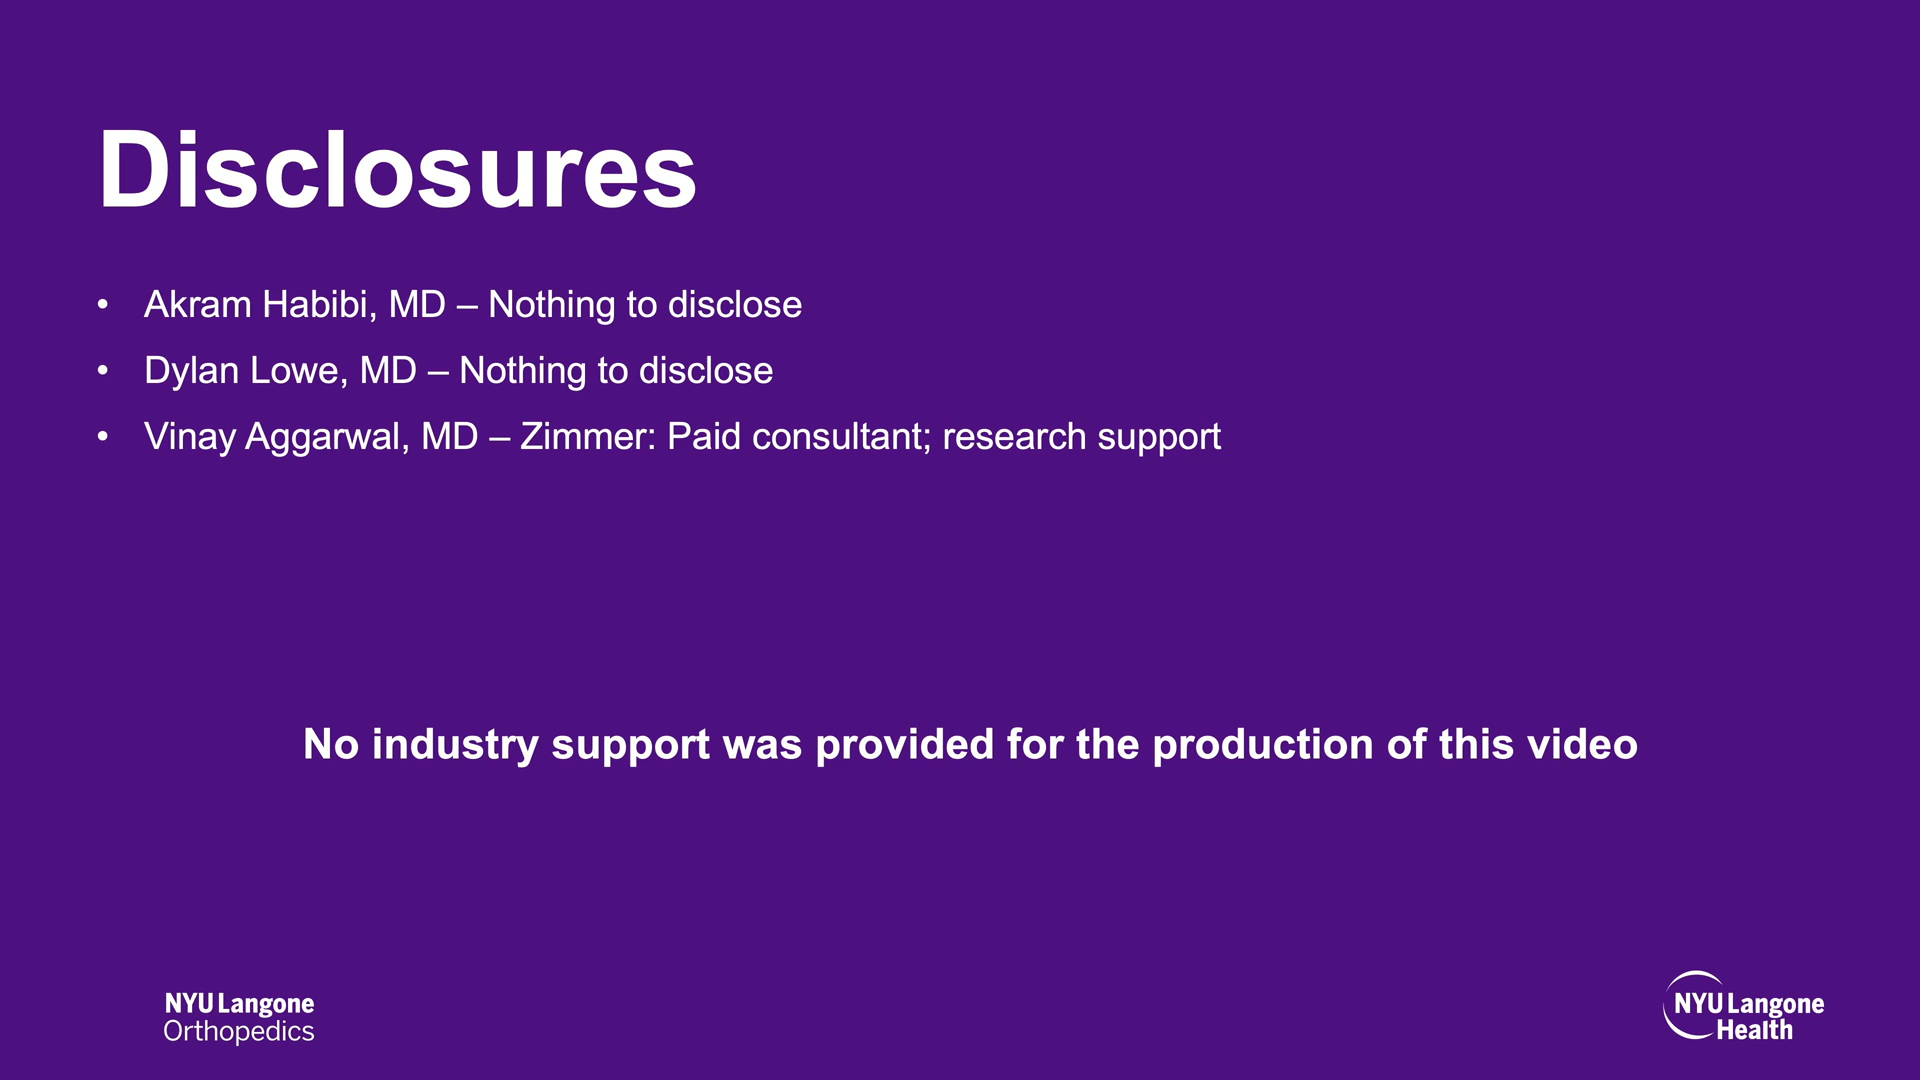 Disclosures
• Akram Habibi, MD – Nothing to disclose
• Dylan Lowe, MD – Nothing to disclose
• Vinay Aggarwal, MD – Zimmer: Paid consultant; research support
No industry support was provided for the production of this video
NYU Langone
Orthopedics
NYU Langone
Health